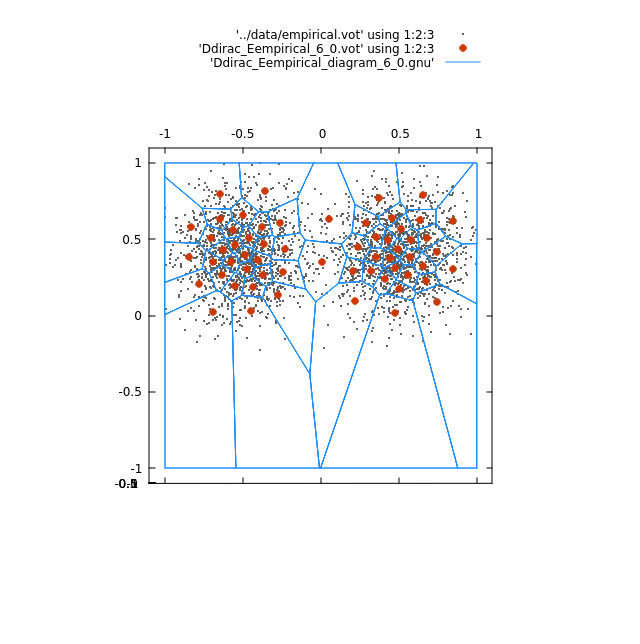 '../data/empirical.vot' using 1:2:3
'Ddirac_Eempirical_6_0.vot' using 1:2:3
'Ddirac_Eempirical_diagram_6_0.gnu'
-1 -0.5 0 0.5 1
1
0.5
0
-0.5
-1